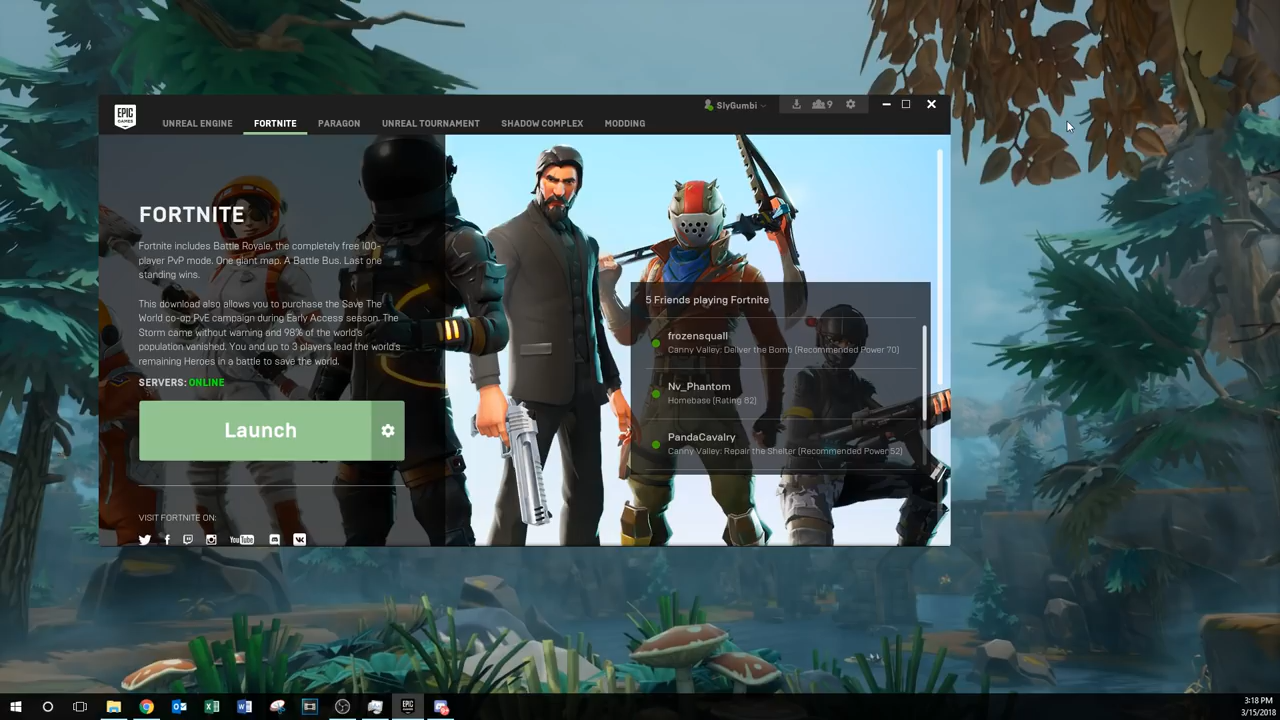 EPIC
GAMES
SlyGumbi
9
UNREAL ENGINE
FORTNITE
PARAGON
UNREAL TOURNAMENT
SHADOW COMPLEX
MODDING
FORTNITE
Fortnite includes Battle Royale, the completely free 100-
player PvP mode. One giant map. A Battle Bus. Last one
standing wins.
This download also allows you to purchase the Save The
World co-op PvE campaign during Early Access season. The
Storm came without warning and 98% of the world's
population vanished. You and up to 3 players lead the world's
remaining Heroes in a battle to save the world.
SERVERS: ONLINE
Launch
VISIT FORTNITE ON:
YouTube
5 Friends playing Fortnite
frozensquall
Canny Valley: Deliver the Bomb (Recommended Power 70)
Nv_Phantom
Homebase (Rating 82)
PandaCavalry
Canny Valley: Repair the Shelter (Recommended Power 52)
3:18 PM
3/15/2018